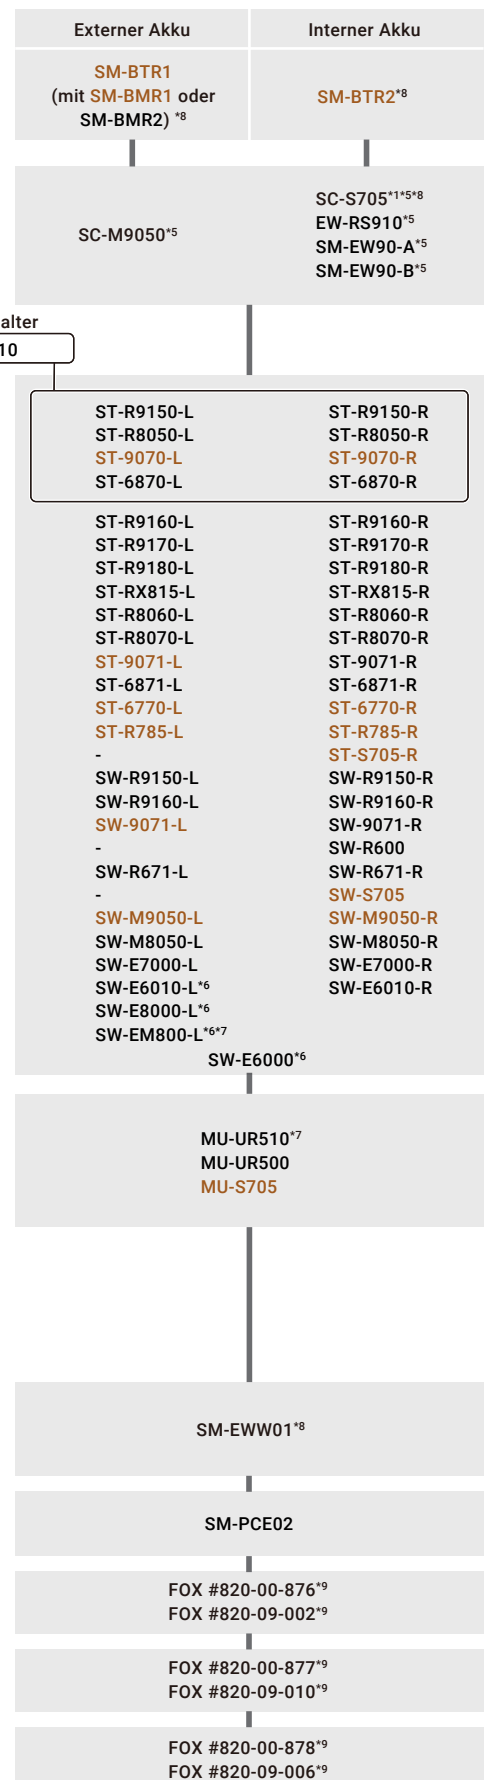 Externer Akku
Interner Akku
SM-BTR1
(mit SM-BMR1 oder
SM-BMR2) *8
SM-BTR2*8
SC-M9050*5
SC-S705*1*5*8
EW-RS910*5
SM-EW90-A*5
SM-EW90-B*5
alter
10
ST-R9150-L ST-R9150-R
ST-R8050-L ST-R8050-R
ST-9070-L ST-9070-R
ST-6870-L ST-6870-R
ST-R9160-L ST-R9160-R
ST-R9170-L ST-R9170-R
ST-R9180-L ST-R9180-R
ST-RX815-L ST-RX815-R
ST-R8060-L ST-R8060-R
ST-R8070-L ST-R8070-R
ST-9071-L ST-9071-R
ST-6871-L ST-6871-R
ST-6770-L ST-6770-R
ST-R785-L ST-R785-R
- ST-S705-R
SW-R9150-L SW-R9150-R
SW-R9160-L SW-R9160-R
SW-9071-L SW-9071-R
- SW-R600
SW-R671-L SW-R671-R
- SW-S705
SW-M9050-L SW-M9050-R
SW-M8050-L SW-M8050-R
SW-E7000-L SW-E7000-R
SW-E6010-L*6 SW-E6010-R
SW-E8000-L*6
SW-EM800-L*6*7
SW-E6000*6
MU-UR510*7
MU-UR500
MU-S705
SM-EWW01*8
SM-PCE02
FOX #820-00-876*9
FOX #820-09-002*9
FOX #820-00-877*9
FOX #820-09-010*9
FOX #820-00-878*9
FOX #820-09-006*9